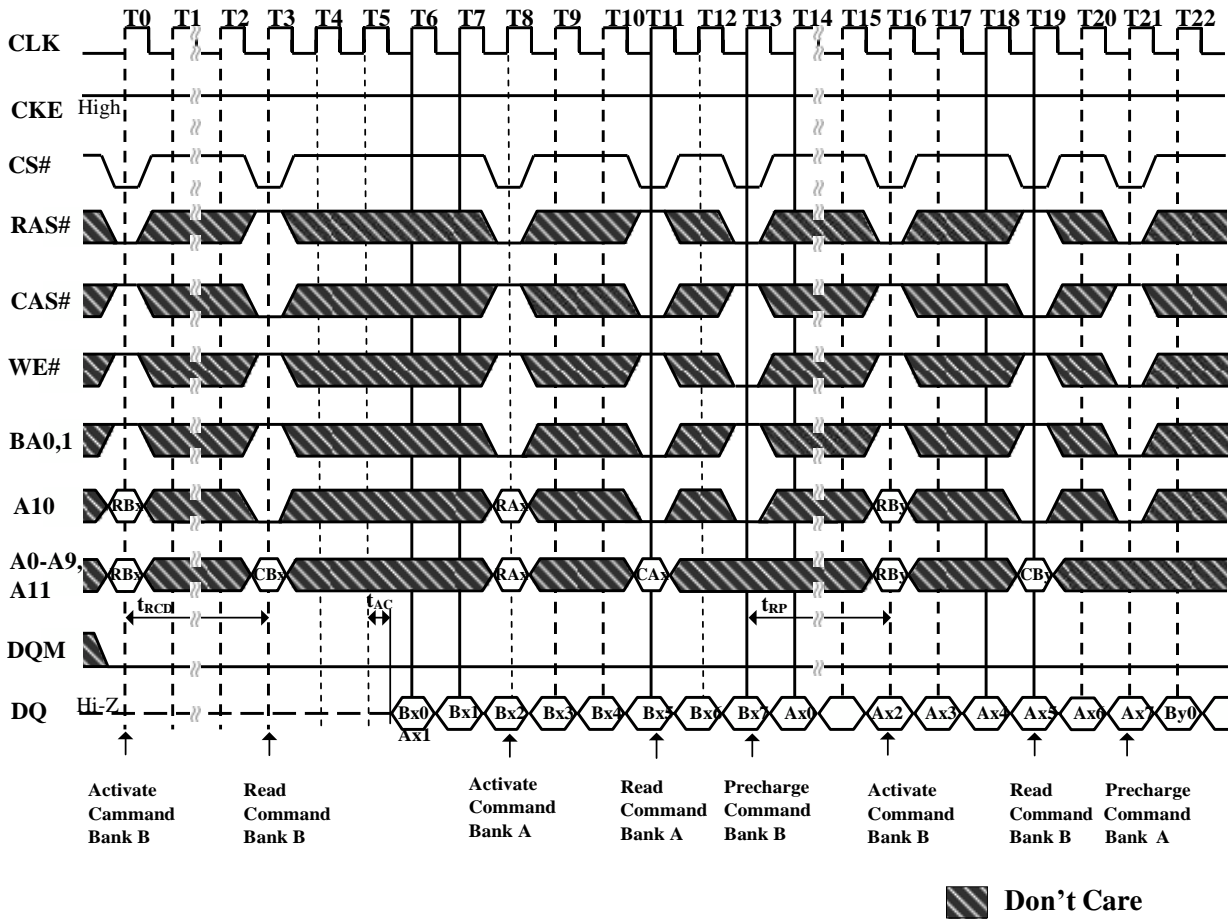 T0 T1 T2 T3 T4 T5 T6 T7 T8 T9 T10 T11 T12 T13 T14 T15 T16 T17 T18 T19 T20 T21 T22
CLK
CKE High
CS#
RAS#
CAS#
WE#
BA0,1
A10 RBx RAx RBy
A0-A9,
A11
RBx CBx RAx CAx RBy CBy
tRCD tAC tRP
DQM
DQ Hi-Z Bx0 Bx1 Bx2 Bx3 Bx4 Bx5 Bx6 Bx7 Ax0 Ax2 Ax3 Ax4 Ax5 Ax6 Ax7 By0
Ax1
Activate
Cammand
Bank B
Read
Command
Bank B
Activate
Command
Bank A
Read
Command
Bank A
Precharge
Command
Bank B
Activate
Command
Bank B
Read
Command
Bank B
Precharge
Command
Bank A
Don't Care